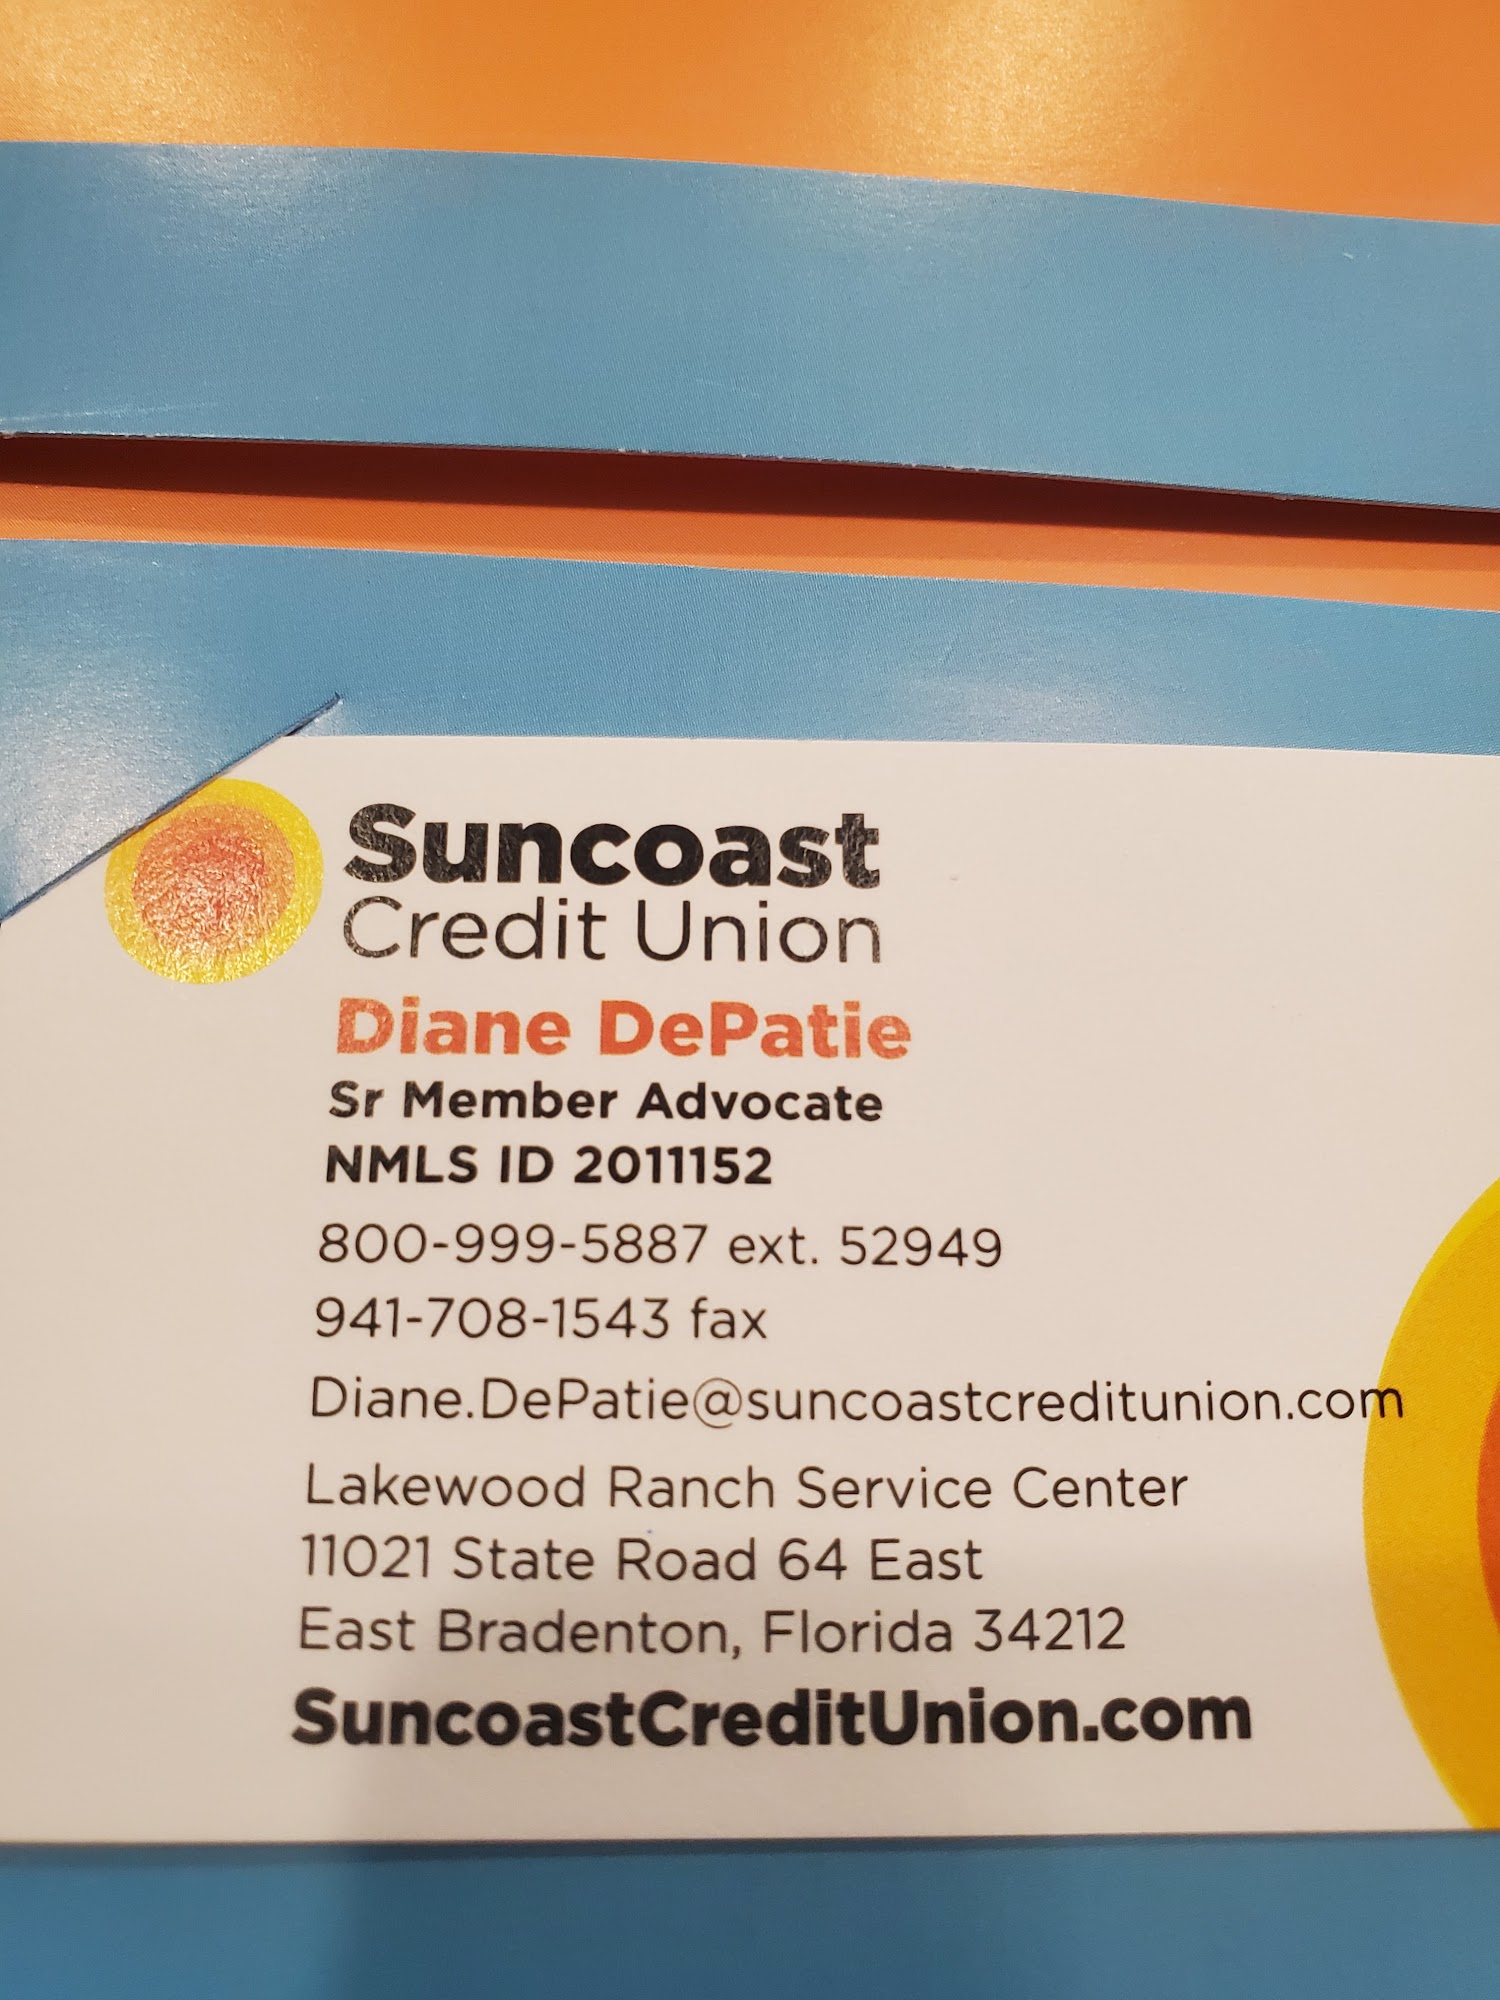 Suncoast
Credit Union
Diane DePatie
Sr Member Advocate
NMLS ID 2011152
800-999-5887 ext. 52949
941-708-1543 fax
Diane.DePatie@suncoastcreditunion.com
Lakewood Ranch Service Center
11021 State Road 64 East
East Bradenton, Florida 34212
SuncoastCreditUnion.com